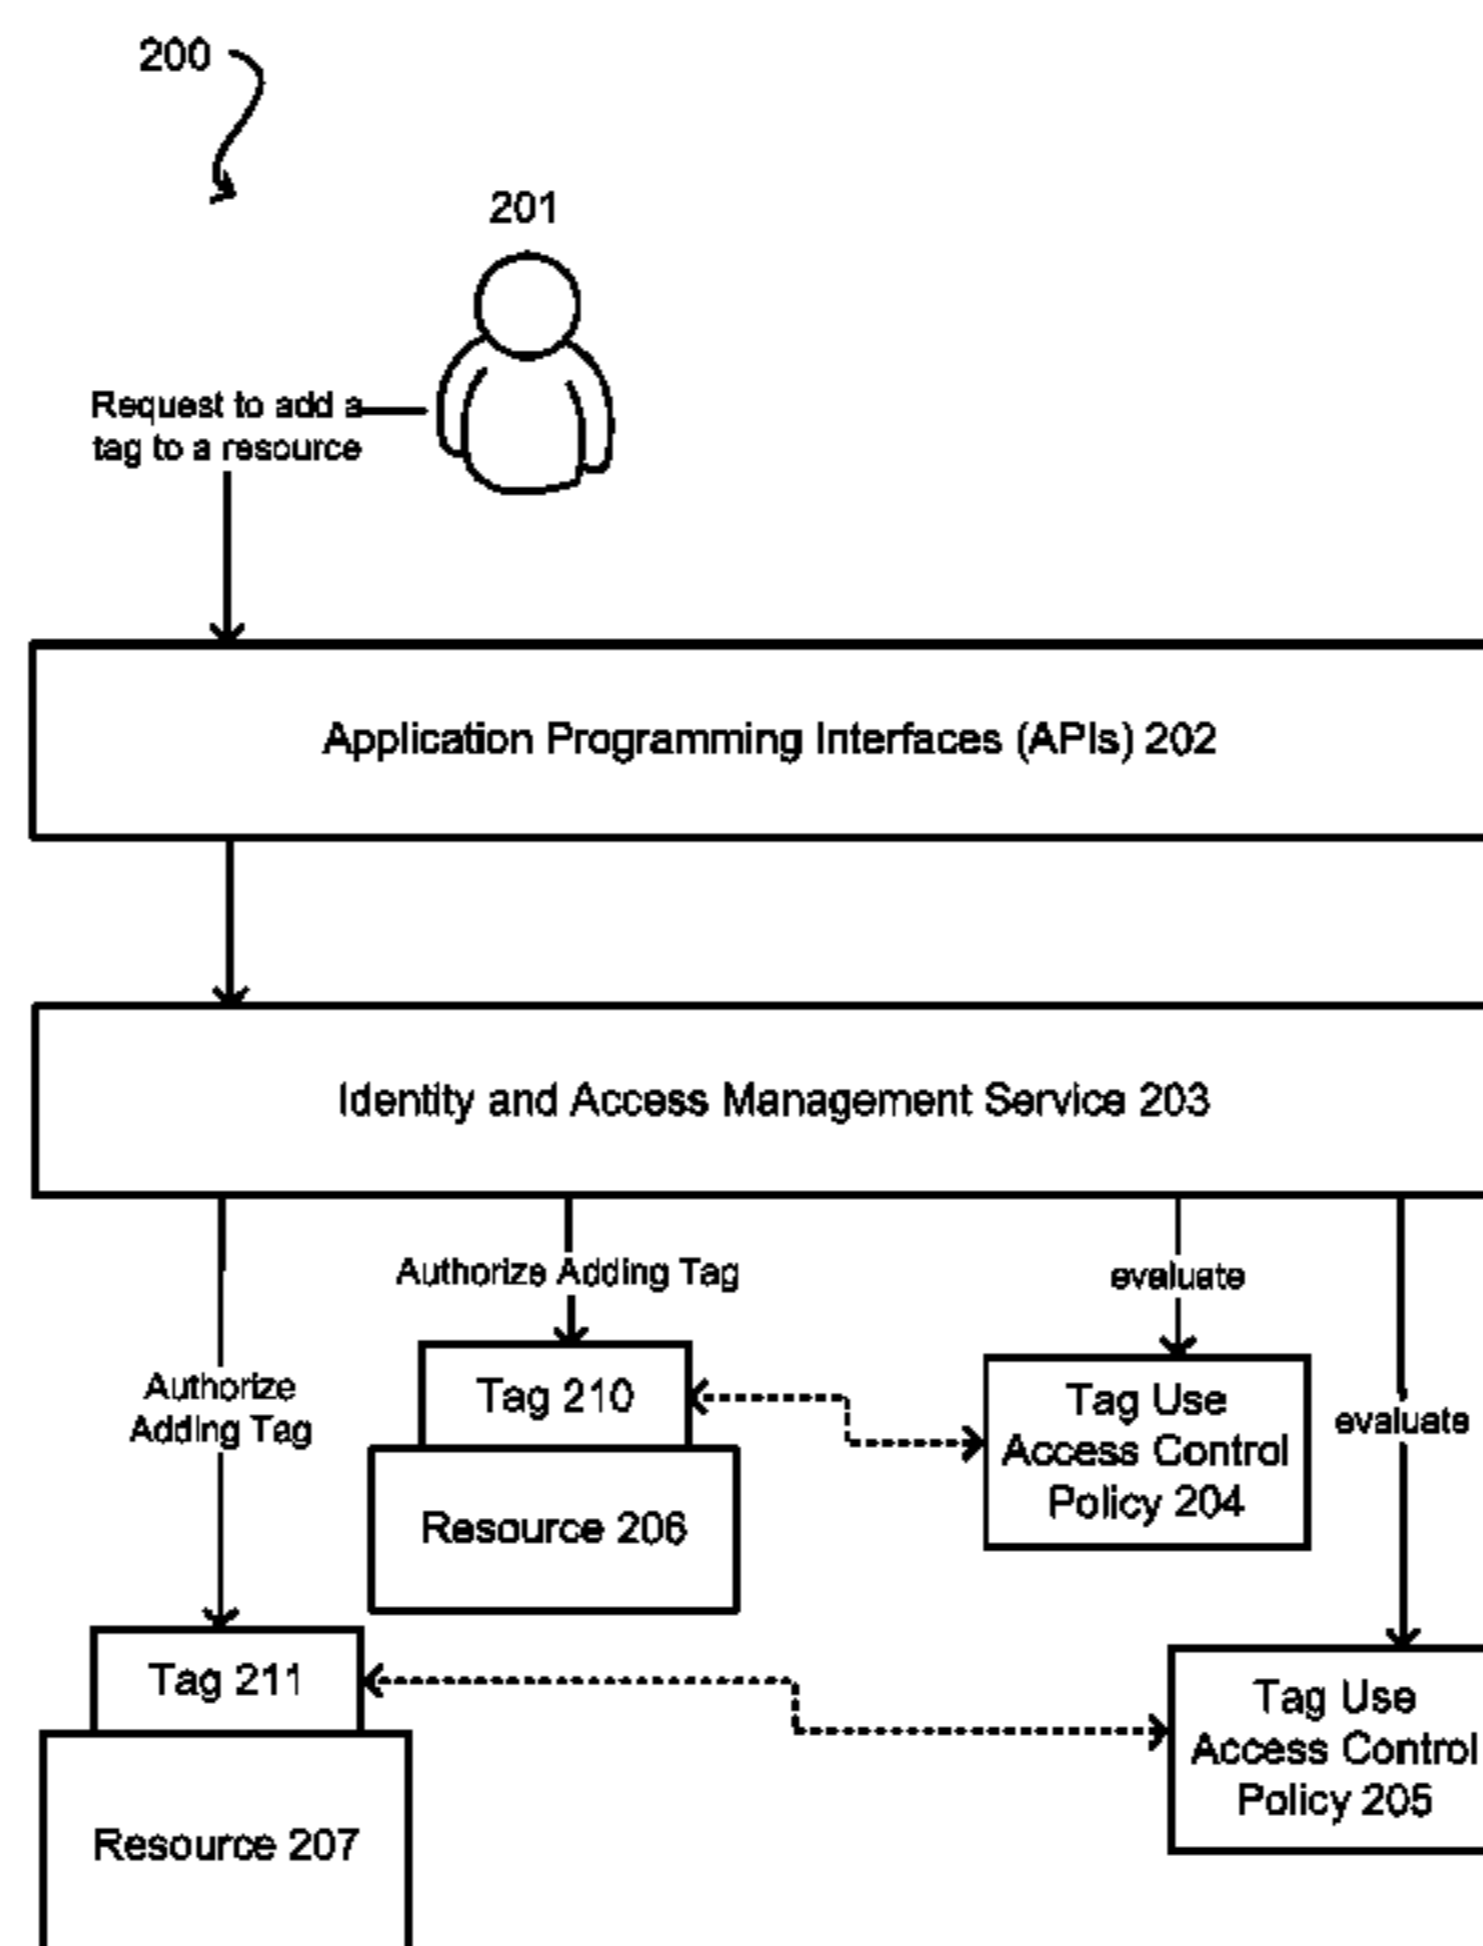 200
201
Request to add a
tag to a resource
Application Programming Interfaces (APIs) 202
Identity and Access Management Service 203
Authorize Adding Tag
evaluate
Authorize
Adding Tag
evaluate
Tag 210
Tag Use
Access Control
Policy 204
Resource 206
Tag 211
Tag Use
Access Control
Policy 205
Resource 207